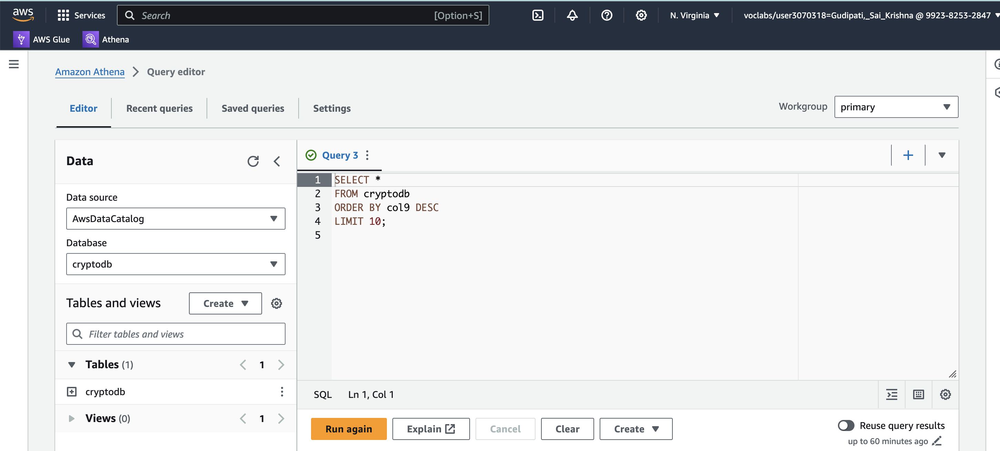 aws
Services
Search
[Option+S]
N. Virginia
voclabs/user3070318=Gudipati,_Sai_Krishna @ 9923-8253-2847
AWS Glue
Athena
Amazon Athena
Query editor
Editor
Recent queries
Saved queries
Settings
Workgroup
primary
Data
Data source
AwsDataCatalog
Database
cryptodb
Tables and views
Create
Filter tables and views
Tables (1)
1
cryptodb
Views (0)
1
Query 3
1 SELECT *
2 FROM cryptodb
3 ORDER BY col9 DESC
4 LIMIT 10;
5
SQL
Ln 1, Col 1
Run again
Explain
Cancel
Clear
Create
Reuse query results
up to 60 minutes ago